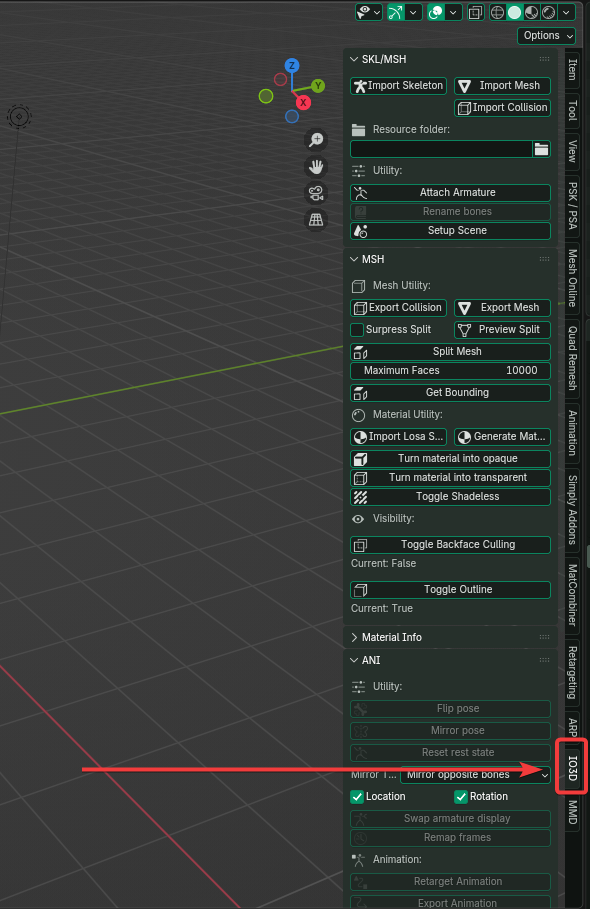 Options
Z
Y
X
SKL/MSH
Import Skeleton
Import Mesh
Import Collision
Resource folder:
Utility:
Attach Armature
Rename bones
Setup Scene
MSH
Mesh Utility:
Export Collision
Export Mesh
Surpress Split
Preview Split
Split Mesh
Maximum Faces 10000
Get Bounding
Material Utility:
Import Losa S...
Generate Mat...
Turn material into opaque
Turn material into transparent
Toggle Shadeless
Visibility:
Toggle Backface Culling
Current: False
Toggle Outline
Current: True
Material Info
ANI
Utility:
Flip pose
Mirror pose
Reset rest state
Mirror T... Mirror opposite bones
Location
Rotation
Swap armature display
Remap frames
Animation:
Retarget Animation
Export Animation
Item
Tool
View
PSK / PSA
Mesh Online
Quad Remesh
Animation
Simply Addons
MatCombiner
Retargeting
ARP
IO3D
MMD